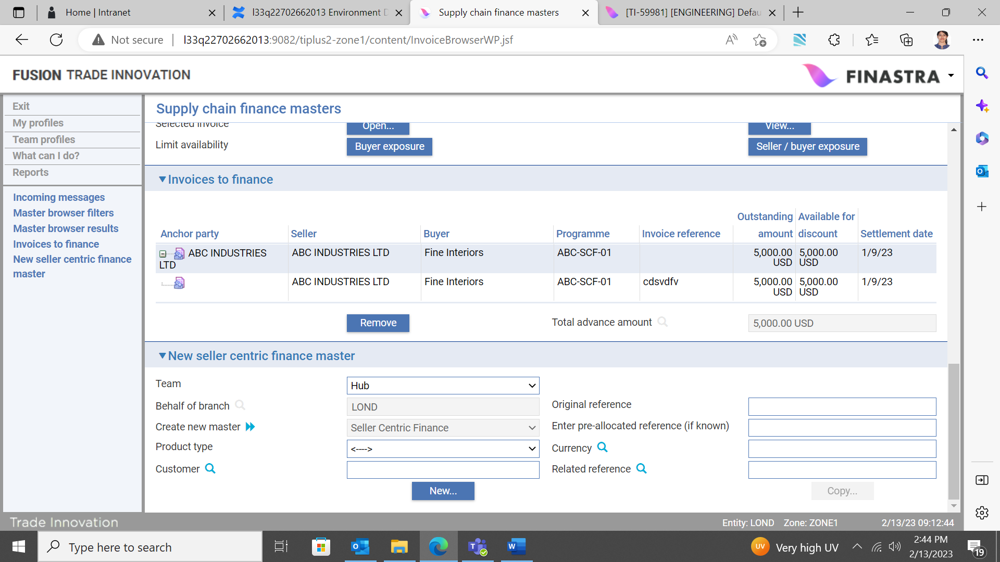 Home | Intranet
l33q22702662013 Environment D
Supply chain finance masters
[TI-59981] [ENGINEERING] Defau
Not secure
l33q22702662013:9082/tiplus2-zone1/content/InvoiceBrowserWP.jsf
FUSION TRADE INNOVATION
FINASTRA
Exit
My profiles
Team profiles
What can I do?
Reports
Incoming messages
Master browser filters
Master browser results
Invoices to finance
New seller centric finance
master
Supply chain finance masters
Selected invoice
Open...
View...
Limit availability
Buyer exposure
Seller / buyer exposure
Invoices to finance
Outstanding Available for
Anchor party Seller Buyer Programme Invoice reference amount discount Settlement date
ABC INDUSTRIES LTD ABC INDUSTRIES LTD Fine Interiors ABC-SCF-01 5,000.00 USD 5,000.00 USD 1/9/23
ABC INDUSTRIES LTD Fine Interiors ABC-SCF-01 cdsvdfv 5,000.00 USD 5,000.00 USD 1/9/23
Remove
Total advance amount
5,000.00 USD
New seller centric finance master
Team
Hub
Behalf of branch
LOND
Original reference
Create new master
Seller Centric Finance
Enter pre-allocated reference (if known)
Product type
<---->
Currency
Customer
Related reference
New...
Copy...
Trade Innovation
Entity: LOND Zone: ZONE1 2/13/23 09:12:44
Type here to search
UV
Very high UV
2:44 PM
2/13/2023
19